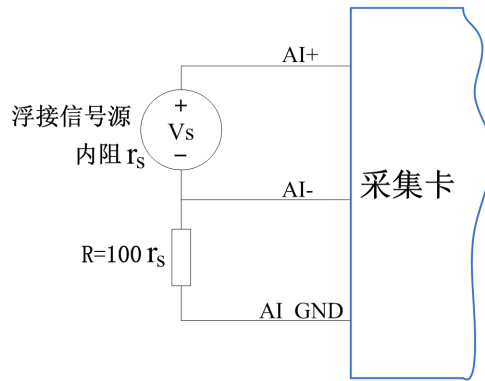 AI+
浮接信号源
内阻 rs
+
Vs
−
AI-
采集卡
R=100 rs
AI GND